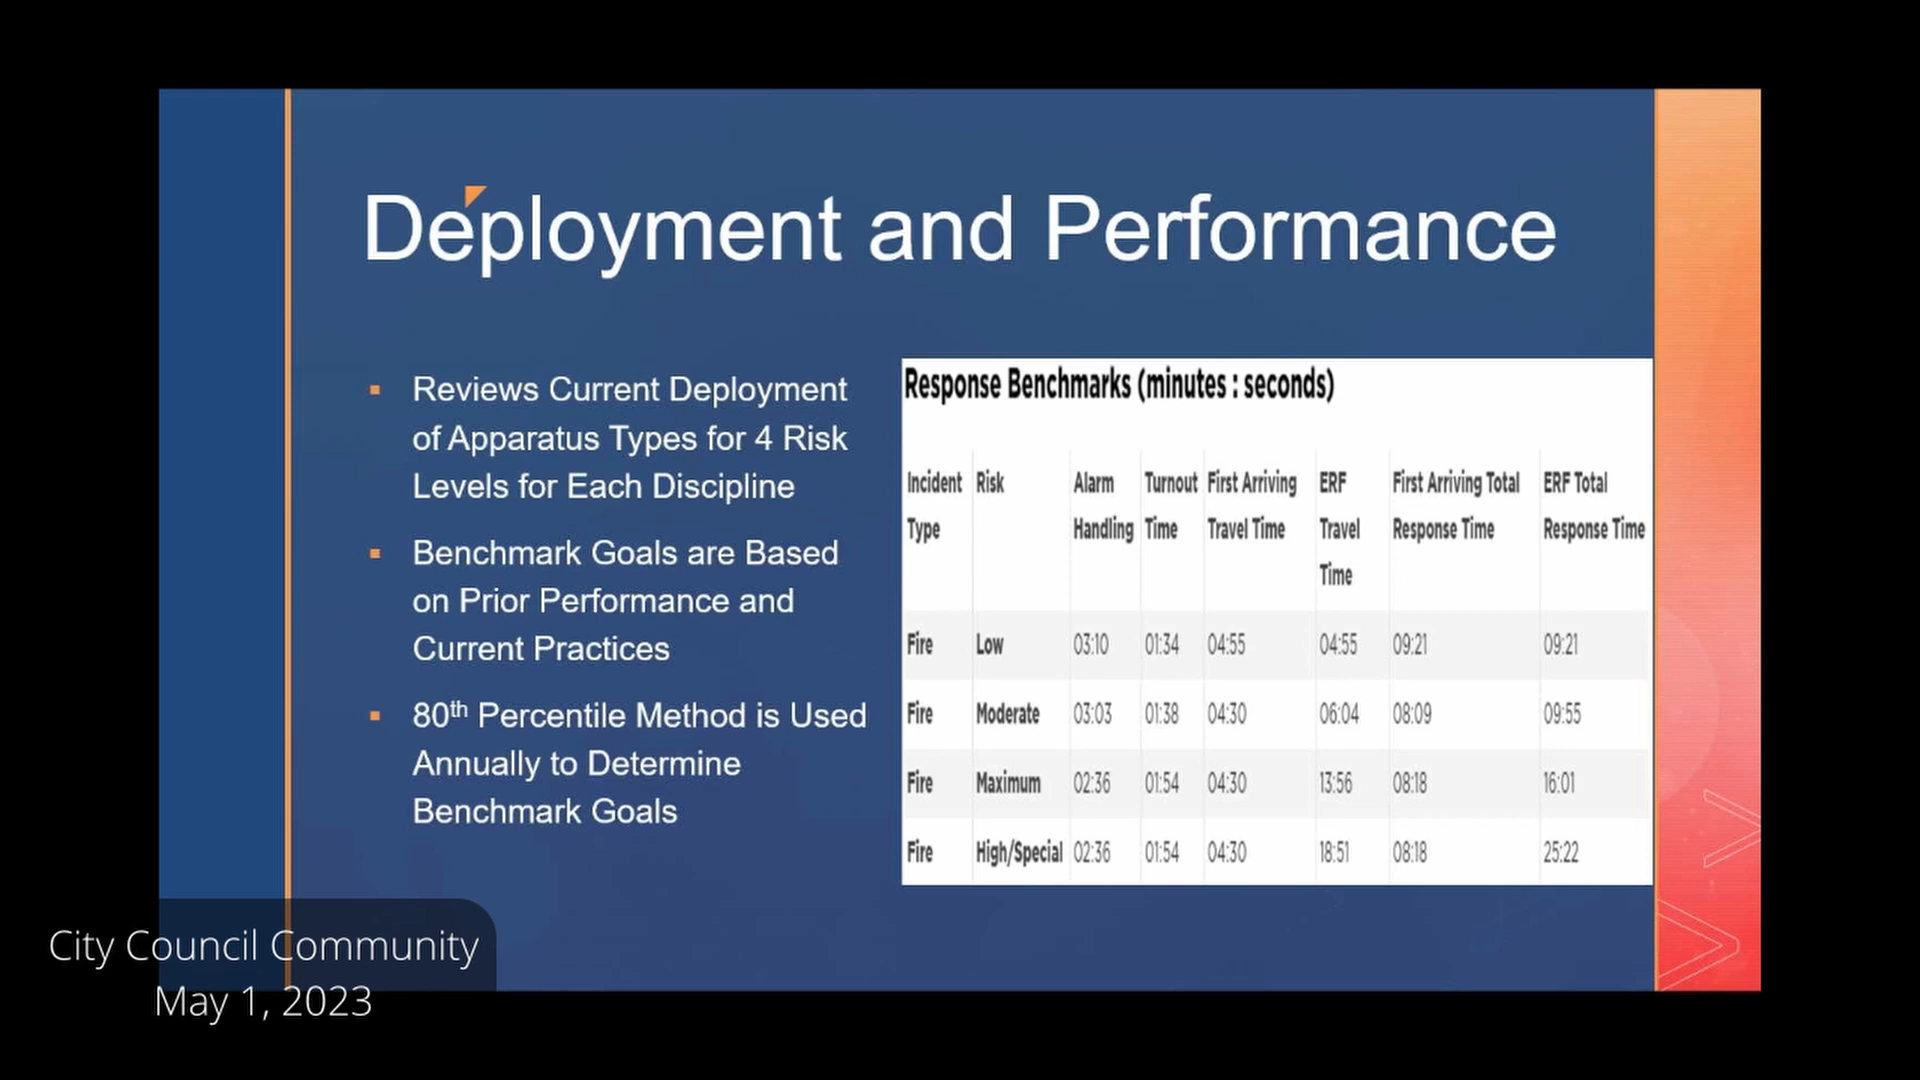 Deployment and Performance
Reviews Current Deployment
of Apparatus Types for 4 Risk
Levels for Each Discipline
Benchmark Goals are Based
on Prior Performance and
Current Practices
80th Percentile Method is Used
Annually to Determine
Benchmark Goals
Response Benchmarks (minutes : seconds)
Incident Type Risk Alarm Handling Turnout Time First Arriving Travel Time ERF Travel Time First Arriving Total Response Time ERF Total Response Time
Fire Low 03:10 01:34 04:55 04:55 09:21 09:21
Fire Moderate 03:03 01:38 04:30 06:04 08:09 09:55
Fire Maximum 02:36 01:54 04:30 13:56 08:18 16:01
Fire High/Special 02:36 01:54 04:30 18:51 08:18 25:22
City Council Community
May 1, 2023